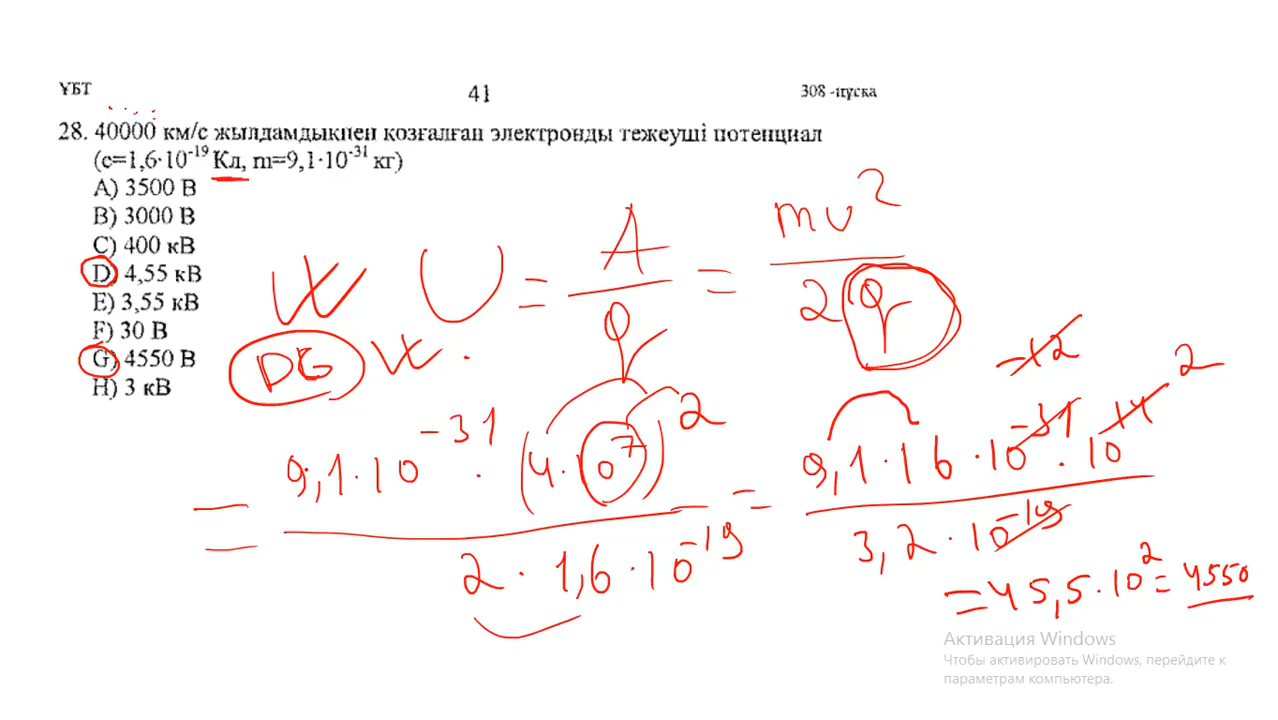 ҰБТ 41 308 -нұсқа
28. 40000 км/с жылдамдықпен қозғалған электронды тежеуші потенциал
(е=1,6·10⁻¹⁹ Кл, m=9,1·10⁻³¹ кг)
A) 3500 В
B) 3000 В
C) 400 кВ
D) 4,55 кВ
E) 3,55 кВ
F) 30 В
G) 4550 В
H) 3 кВ
U = A / q = mv² / 2q
DG
= 9,1·10⁻³¹ · (4·10⁷)² / 2·1,6·10⁻¹⁹ = 9,1·16·10⁻³¹·10¹⁴ / 3,2·10⁻¹⁹
-12 2
= 45,5·10² = 4550
Активация Windows
Чтобы активировать Windows, перейдите к
параметрам компьютера.